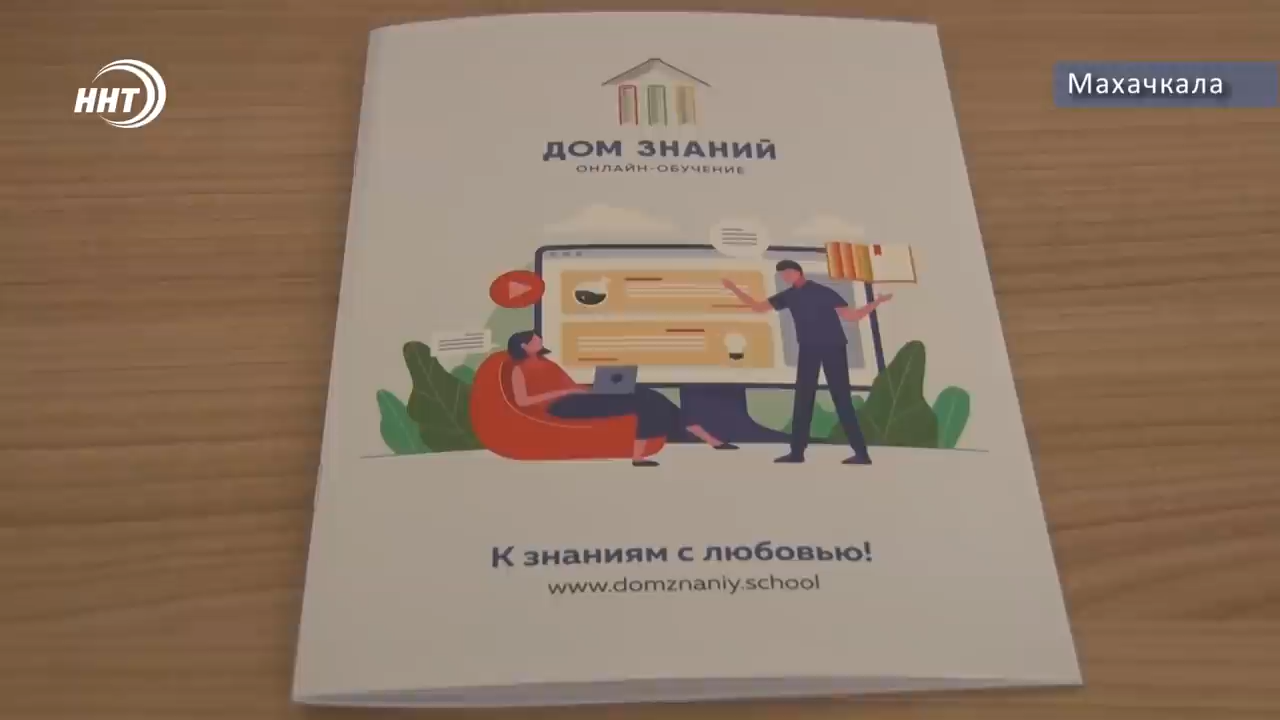 ННТ
Махачкала
ДОМ ЗНАНИЙ
ОНЛАЙН-ОБУЧЕНИЕ
К знаниям с любовью!
www.domznaniy.school